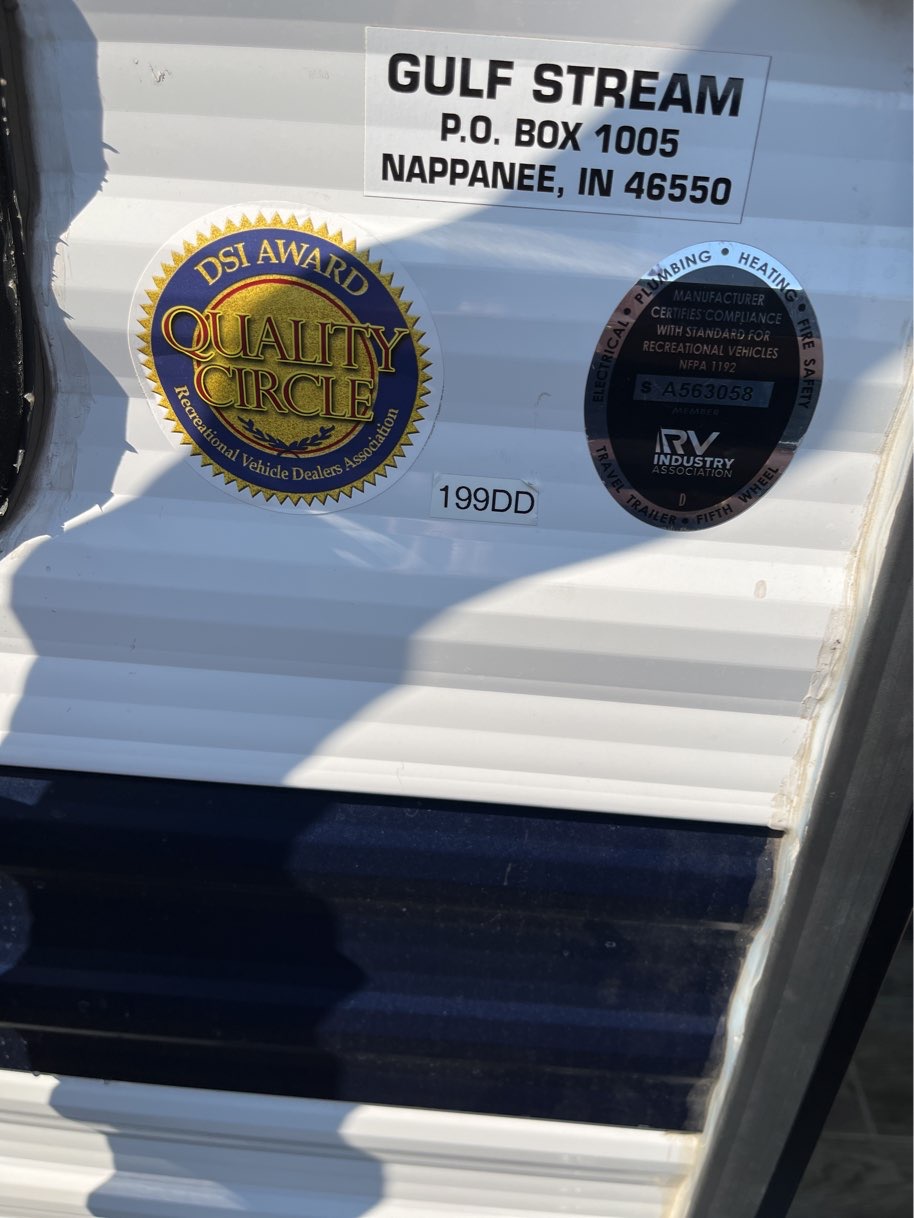 GULF STREAM
P.O. BOX 1005
NAPPANEE, IN 46550
DSI AWARD
QUALITY
CIRCLE
Recreational Vehicle Dealers Association
199DD
ELECTRICAL • PLUMBING • HEATING • FIRE SAFETY
MANUFACTURER
CERTIFIES COMPLIANCE
WITH STANDARD FOR
RECREATIONAL VEHICLES
NFPA 1192
S A563058
MEMBER
RV
INDUSTRY
ASSOCIATION
D
TRAVEL TRAILER • FIFTH WHEEL